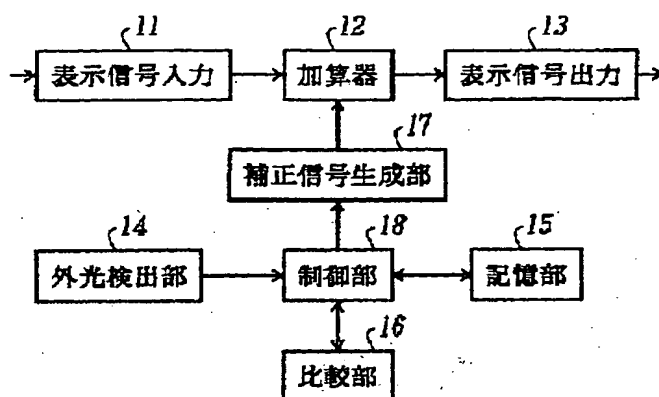 11
12
13
表示信号入力
加算器
表示信号出力
17
補正信号生成部
14
18
15
外光検出部
制御部
記憶部
16
比較部